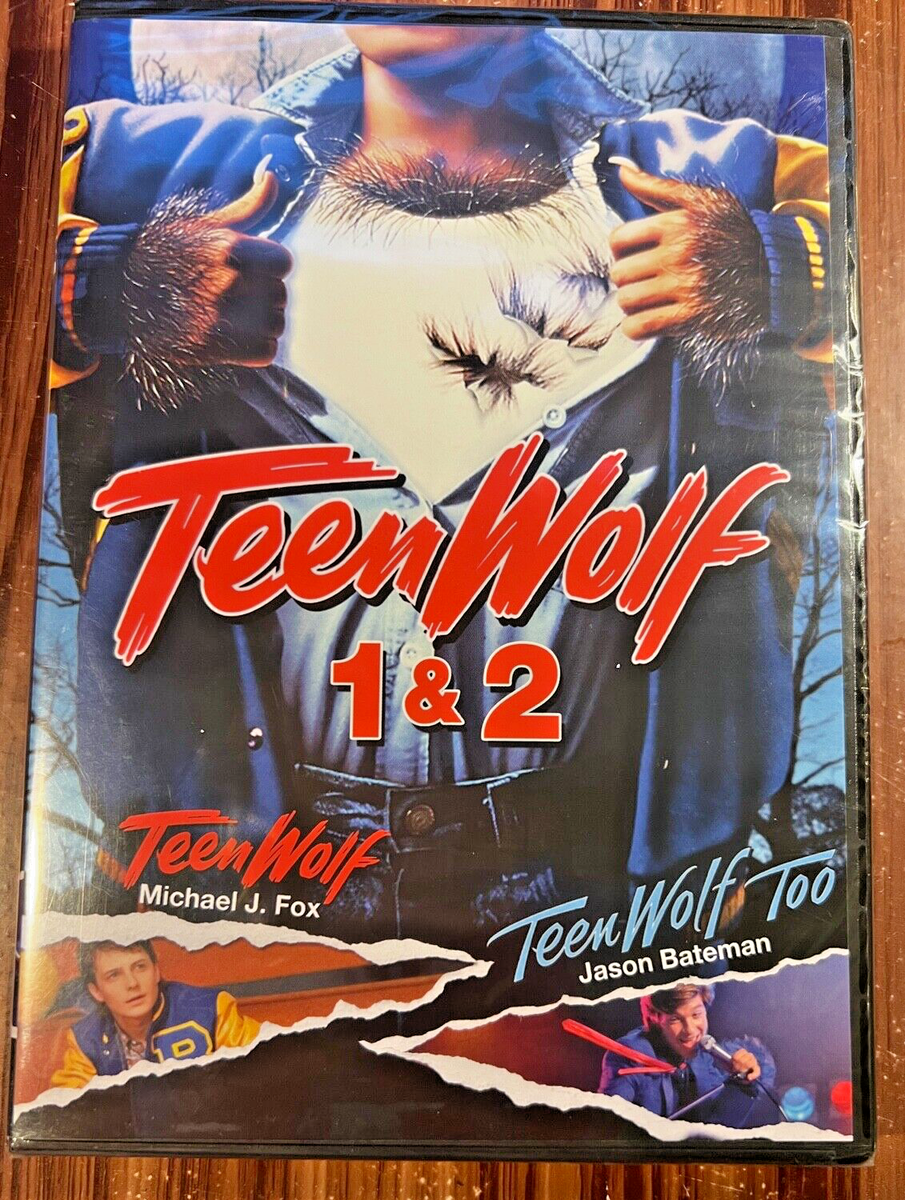 Teen Wolf
1 & 2
Teen Wolf
Michael J. Fox
Teen Wolf Too
Jason Bateman
B